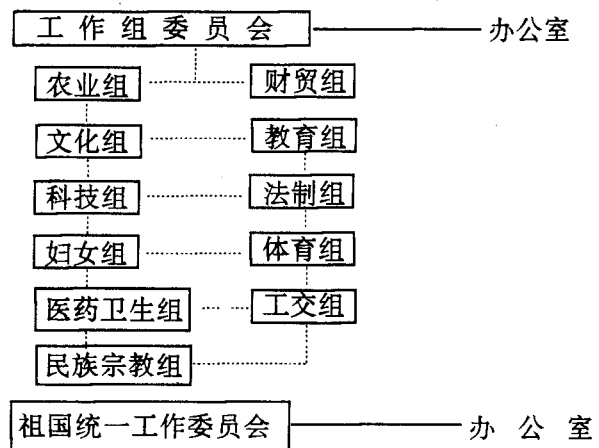 工作组委员会 办公室
农业组 财贸组
文化组 教育组
科技组 法制组
妇女组 体育组
医药卫生组 工交组
民族宗教组
祖国统一工作委员会 办公室